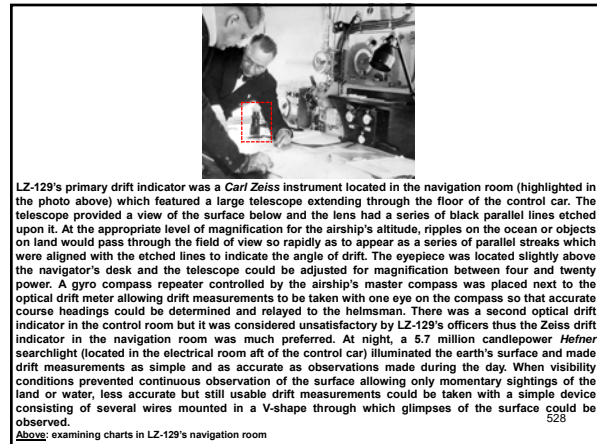 LZ-129's primary drift indicator was a Carl Zeiss instrument located in the navigation room (highlighted in
the photo above) which featured a large telescope extending through the floor of the control car. The
telescope provided a view of the surface below and the lens had a series of black parallel lines etched
upon it. At the appropriate level of magnification for the airship's altitude, ripples on the ocean or objects
on land would pass through the field of view so rapidly as to appear as a series of parallel streaks which
were aligned with the etched lines to indicate the angle of drift. The eyepiece was located slightly above
the navigator's desk and the telescope could be adjusted for magnification between four and twenty
power. A gyro compass repeater controlled by the airship's master compass was placed next to the
optical drift meter allowing drift measurements to be taken with one eye on the compass so that accurate
course headings could be determined and relayed to the helmsman. There was a second optical drift
indicator in the control room but it was considered unsatisfactory by LZ-129's officers thus the Zeiss drift
indicator in the navigation room was much preferred. At night, a 5.7 million candlepower Hefner
searchlight (located in the electrical room aft of the control car) illuminated the earth's surface and made
drift measurements as simple and as accurate as observations made during the day. When visibility
conditions prevented continuous observation of the surface allowing only momentary sightings of the
land or water, less accurate but still usable drift measurements could be taken with a simple device
consisting of several wires mounted in a V-shape through which glimpses of the surface could be
observed.
528
Above: examining charts in LZ-129's navigation room